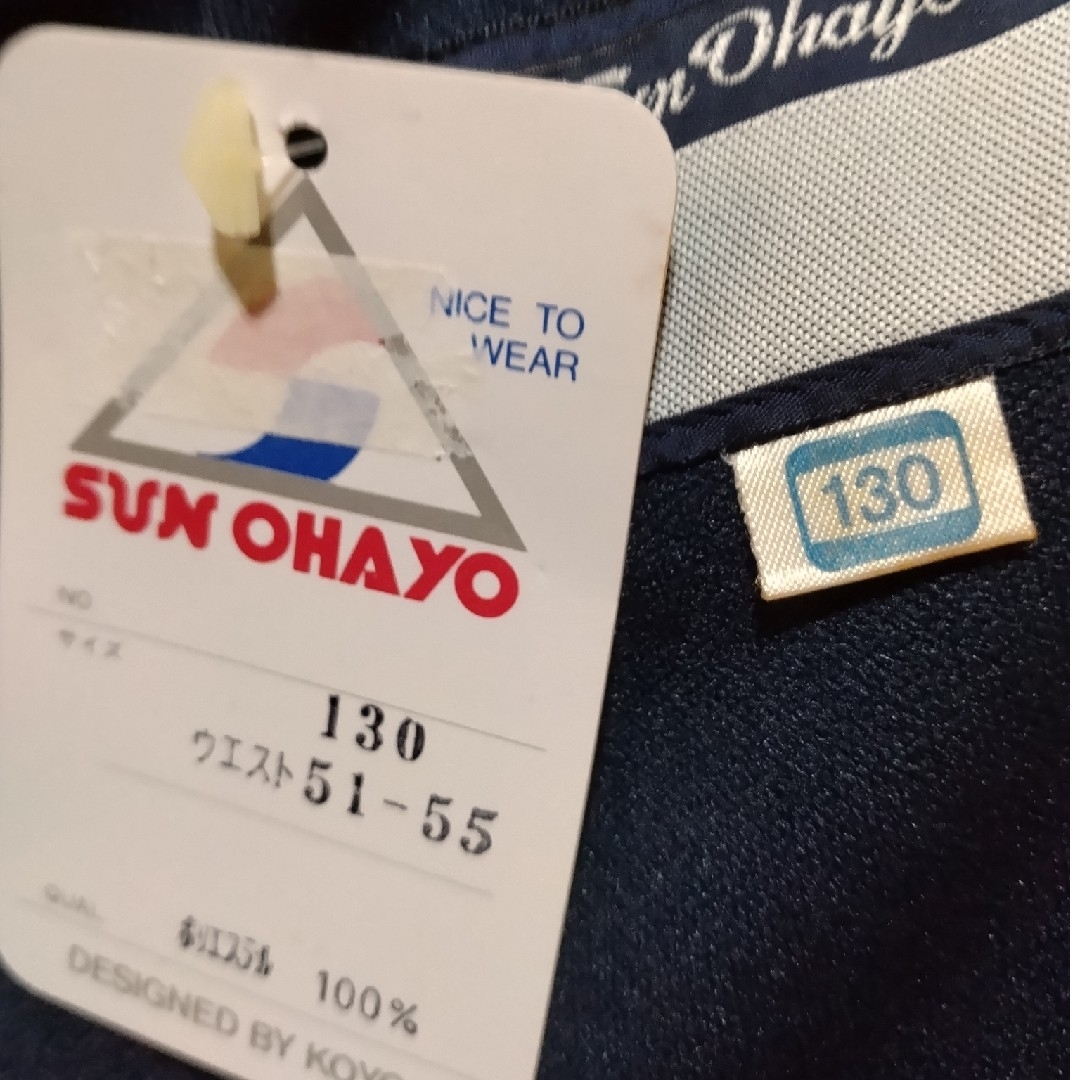 Sun Ohayo
NICE TO
WEAR
SUN OHAYO
130
NO
サイズ
130
ウエスト51-55
QUAL
ポリエステル 100%
DESIGNED BY KOYO